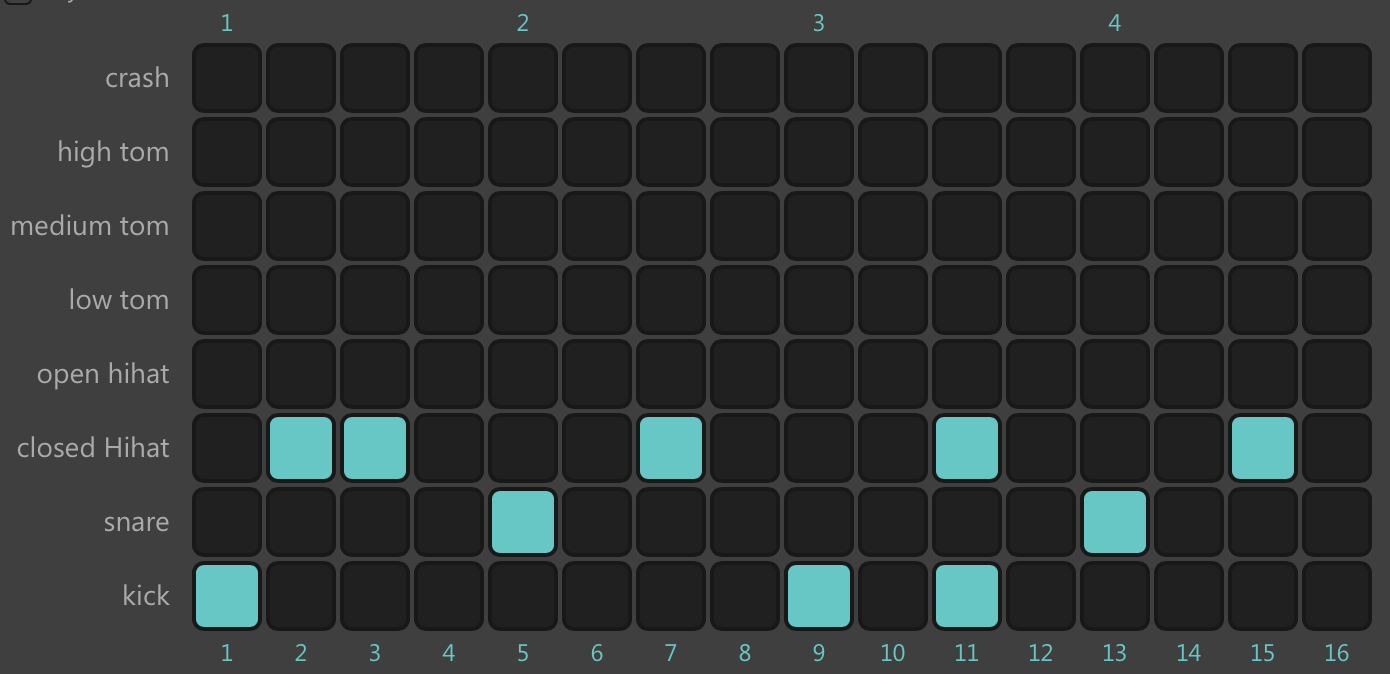 1 2 3 4
crash
high tom
medium tom
low tom
open hihat
closed Hihat
snare
kick
1 2 3 4 5 6 7 8 9 10 11 12 13 14 15 16